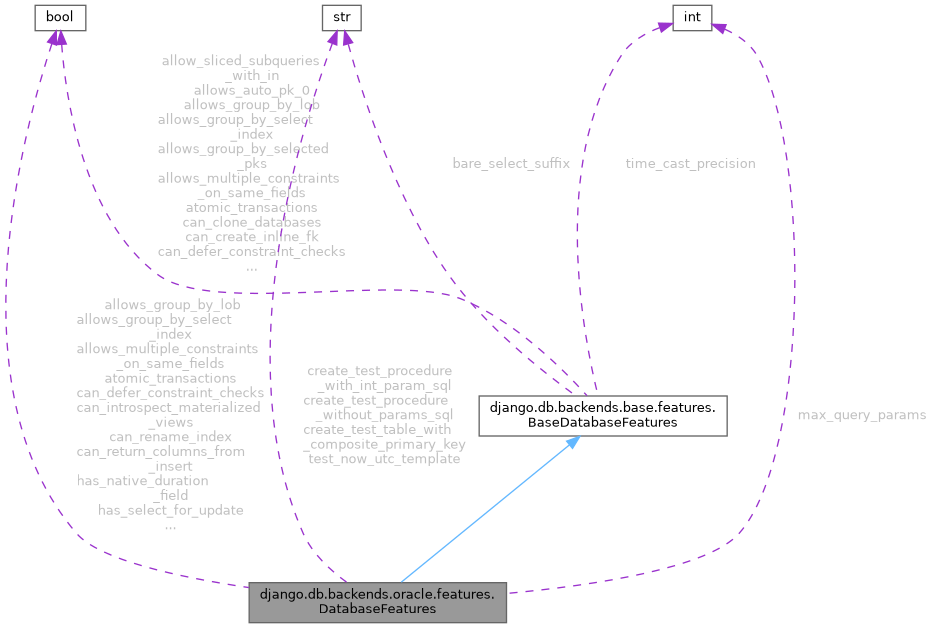 bool
str
int
allow_sliced_subqueries
_with_in
allows_auto_pk_0
allows_group_by_lob
allows_group_by_select
_index
allows_group_by_selected
_pks
allows_multiple_constraints
_on_same_fields
atomic_transactions
can_clone_databases
can_create_inline_fk
can_defer_constraint_checks
...
bare_select_suffix
time_cast_precision
allows_group_by_lob
allows_group_by_select
_index
allows_multiple_constraints
_on_same_fields
atomic_transactions
can_defer_constraint_checks
can_introspect_materialized
_views
can_rename_index
can_return_columns_from
_insert
has_native_duration
_field
has_select_for_update
...
create_test_procedure
_with_int_param_sql
create_test_procedure
_without_params_sql
create_test_table_with
_composite_primary_key
test_now_utc_template
django.db.backends.base.features.
BaseDatabaseFeatures
max_query_params
django.db.backends.oracle.features.
DatabaseFeatures